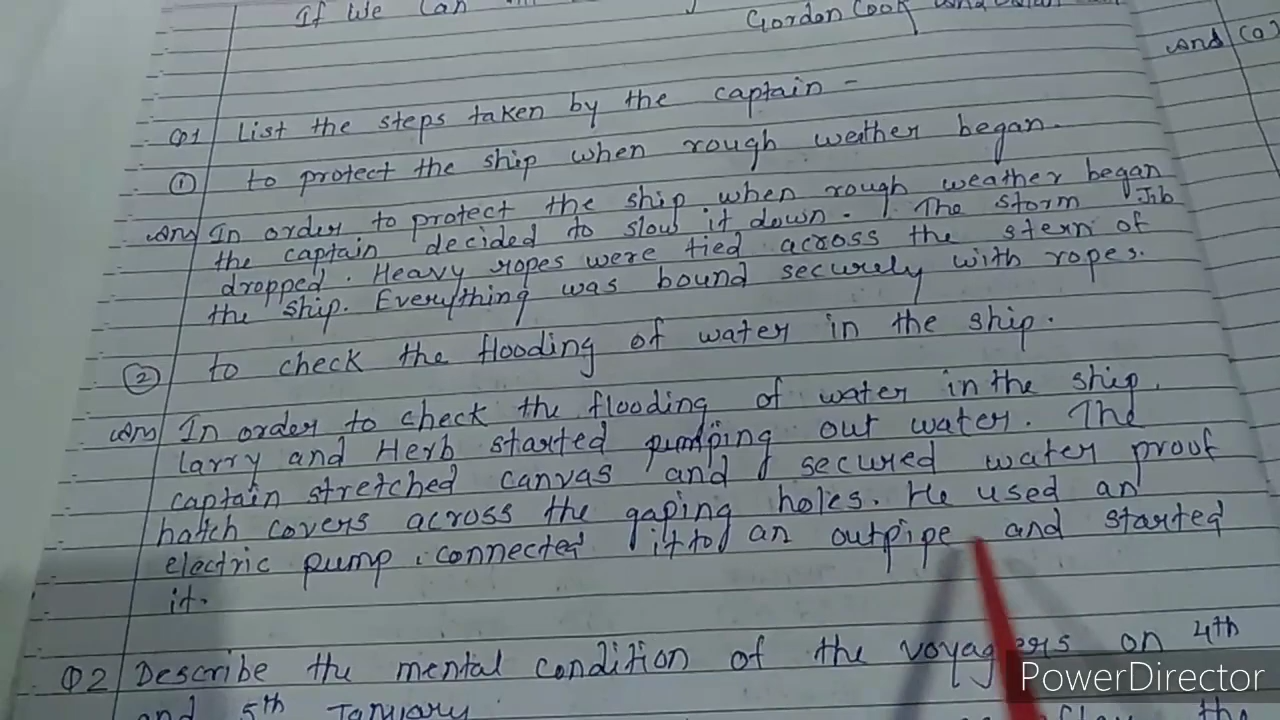 If We Can
Gordon Cook and
and (a)
Q1 List the steps taken by the captain -
① to protect the ship when rough weather began.
Ans In order to protect the ship when rough weather began
the captain decided to slow it down. The storm Jib
dropped. Heavy ropes were tied across the stern of
the ship. Everything was bound securely with ropes.
② to check the flooding of water in the ship.
Ans In order to check the flooding of water in the ship.
larry and Herb started pumping out water. The
captain stretched canvas and secured water proof
hatch covers across the gaping holes. He used an
electric pump, connected it to an outpipe and started
it.
Q2 Describe the mental condition of the voyagers on 4th
and 5th January.
the
PowerDirector